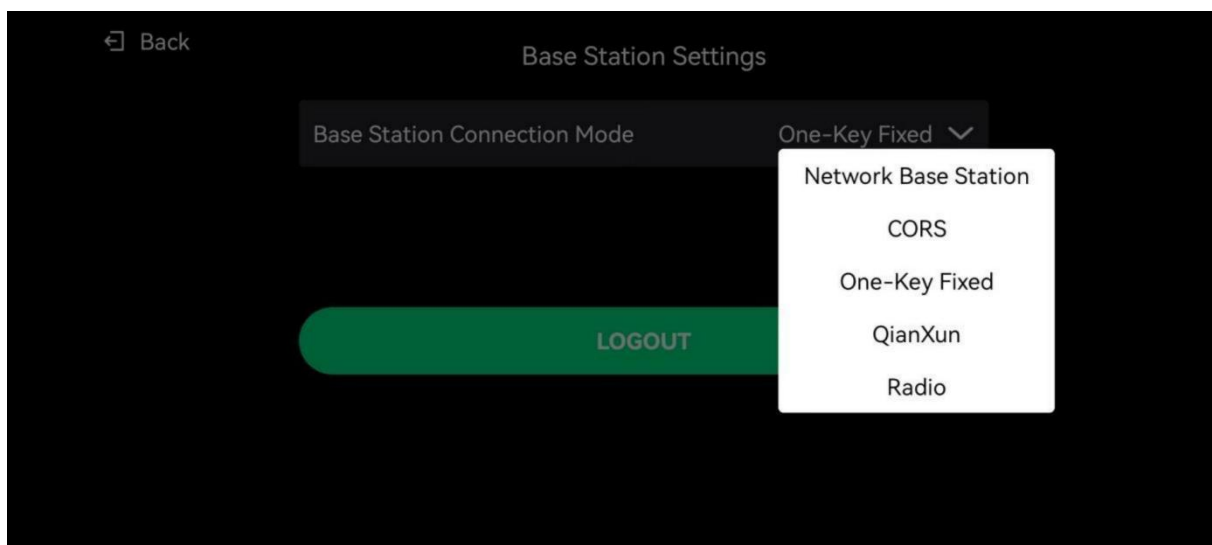 Back
Base Station Settings
Base Station Connection Mode
One-Key Fixed
Network Base Station
CORS
One-Key Fixed
QianXun
Radio
LOGOUT